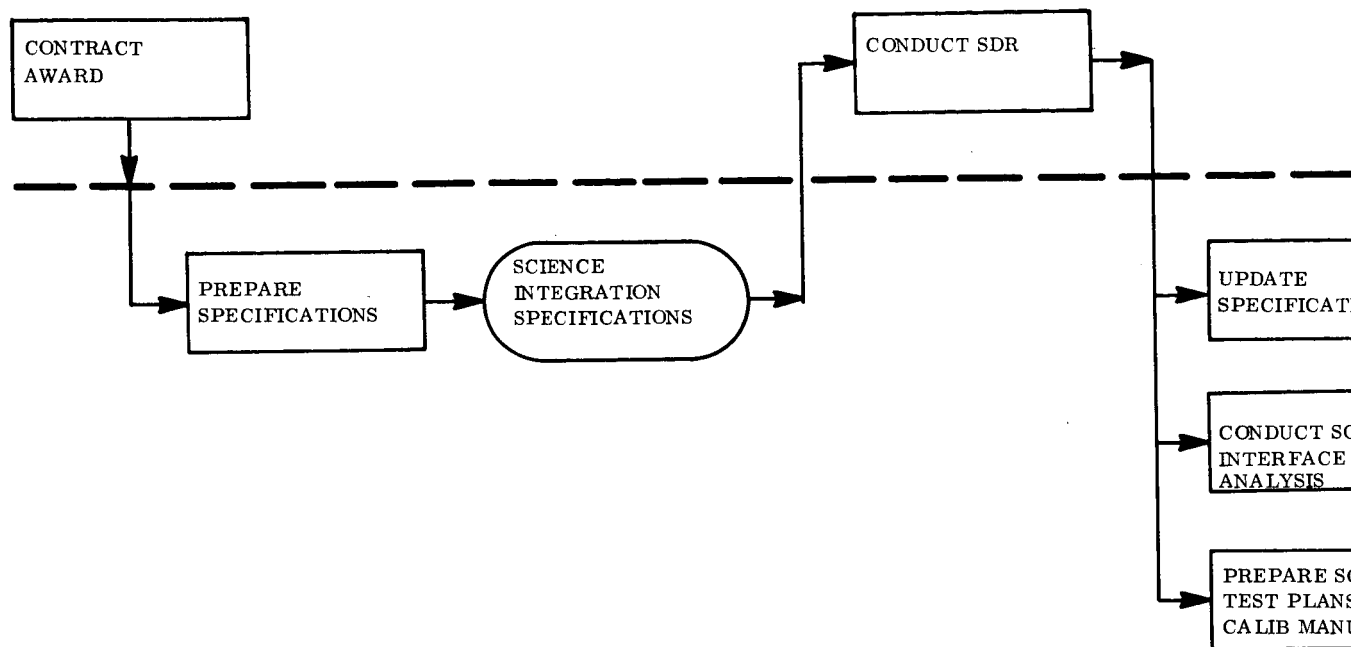 CONTRACT
AWARD
CONDUCT SDR
PREPARE
SPECIFICATIONS
SCIENCE
INTEGRATION
SPECIFICATIONS
UPDATE
CONDUCT
INTERFACE
ANALYSIS
PREPARE
TEST PLANS
CALIB